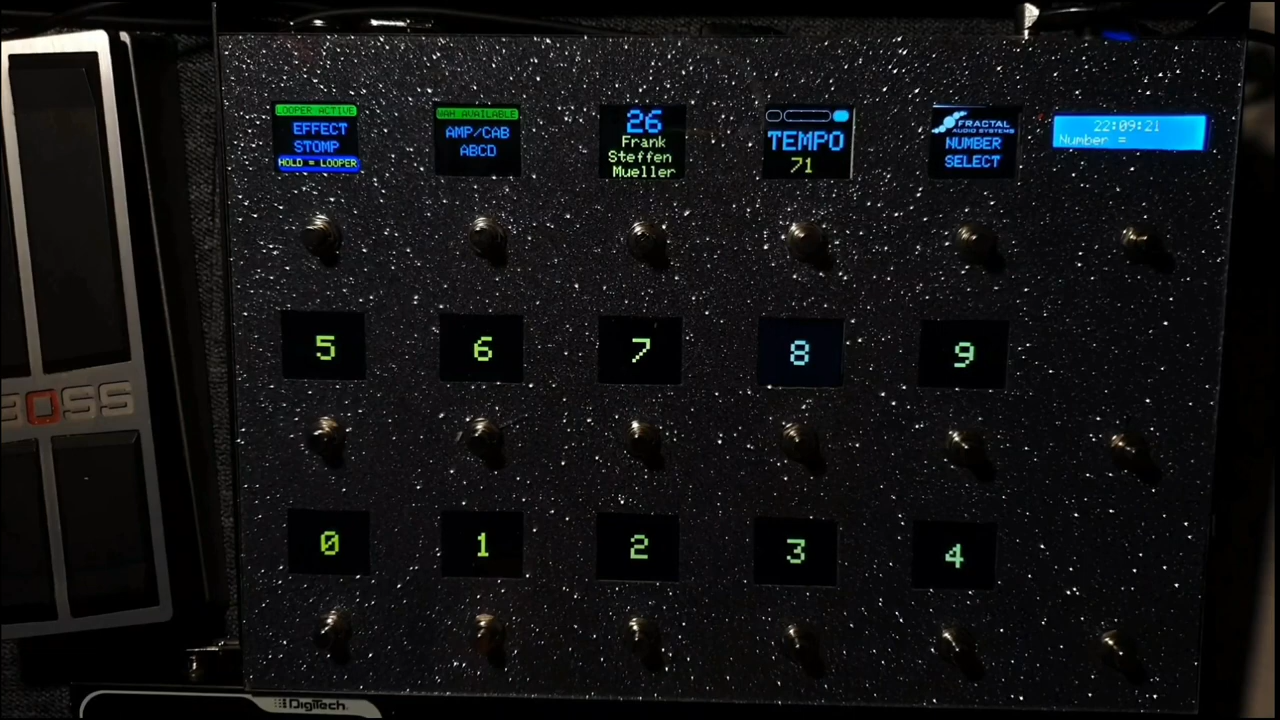 LOOPER ACTIVE
EFFECT
STOMP
HOLD = LOOPER
WAH AVAILABLE
AMP/CAB
ABCD
26
Frank
Steffen
Mueller
TEMPO
71
FRACTAL
AUDIO SYSTEMS
NUMBER
SELECT
22:09:21
Number =
5
6
7
8
9
BOSS
0
1
2
3
4
DigiTech